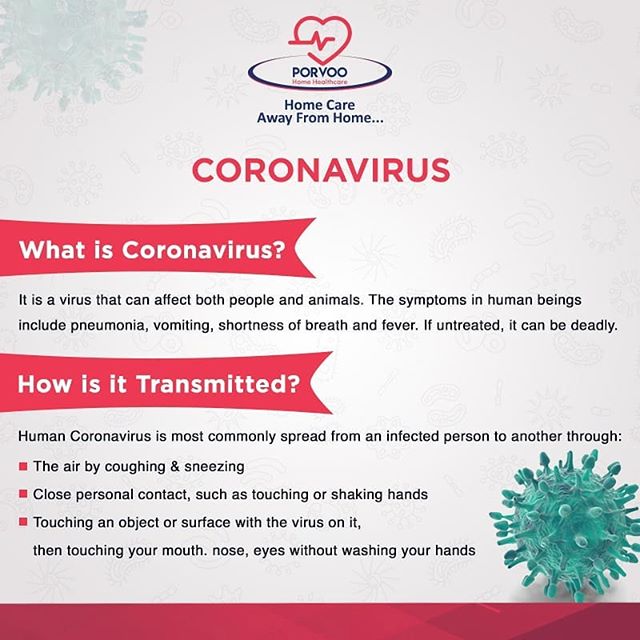 PORVOO
Home Healthcare
Home Care
Away From Home...
CORONAVIRUS
What is Coronavirus?
It is a virus that can affect both people and animals. The symptoms in human beings
include pneumonia, vomiting, shortness of breath and fever. If untreated, it can be deadly.
How is it Transmitted?
Human Coronavirus is most commonly spread from an infected person to another through:
The air by coughing & sneezing
Close personal contact, such as touching or shaking hands
Touching an object or surface with the virus on it,
then touching your mouth. nose, eyes without washing your hands